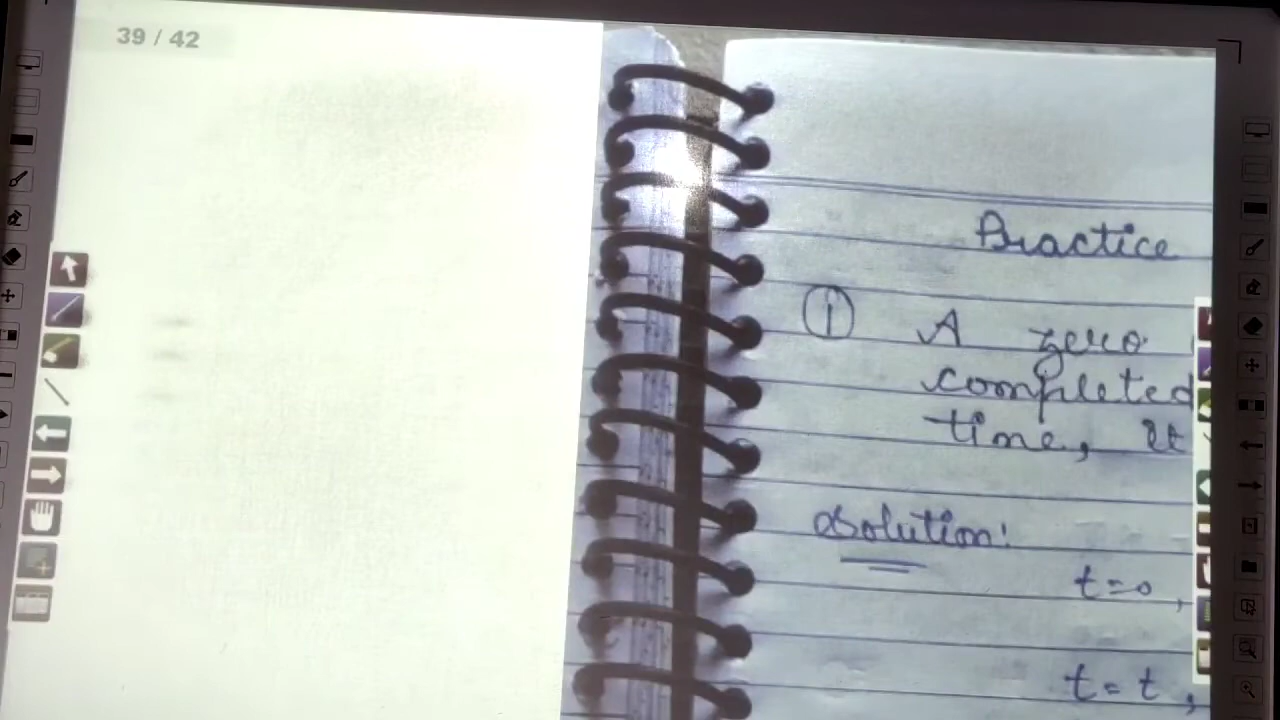 39 / 42
Practice
① A zero
completed
time, it
Solution:
t=0,
t=t,